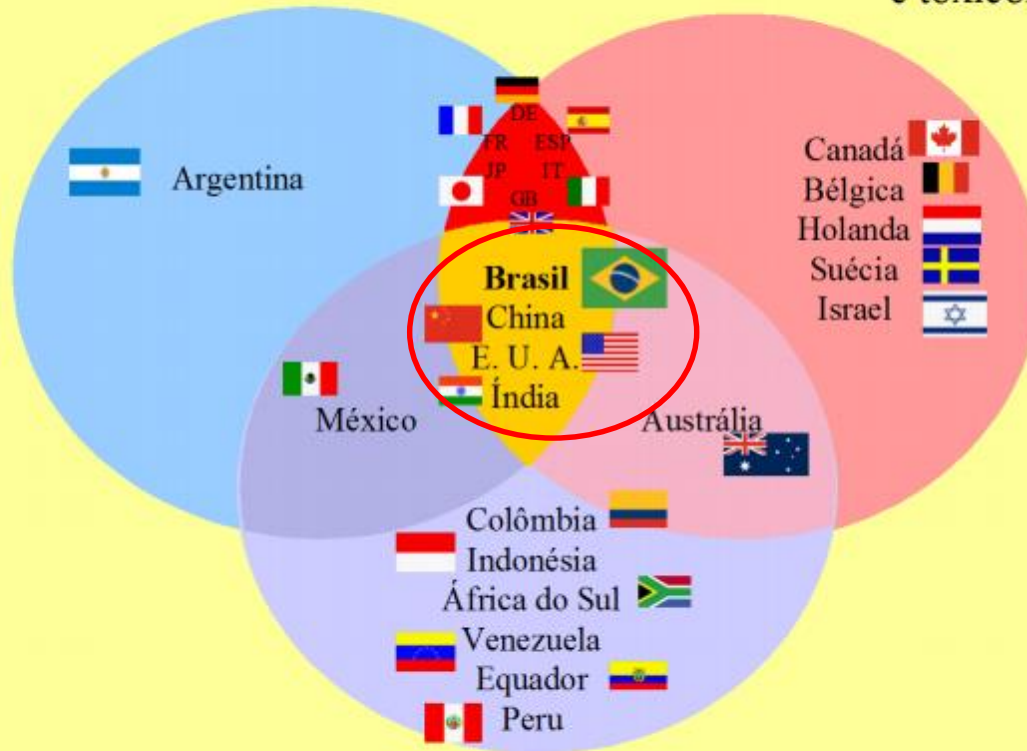 Argentina
DE
FR ESP
JP IT
GB
Canadá
Bélgica
Holanda
Suécia
Israel
Brasil
China
E. U. A.
Índia
México
Austrália
Colômbia
Indonésia
África do Sul
Venezuela
Equador
Peru